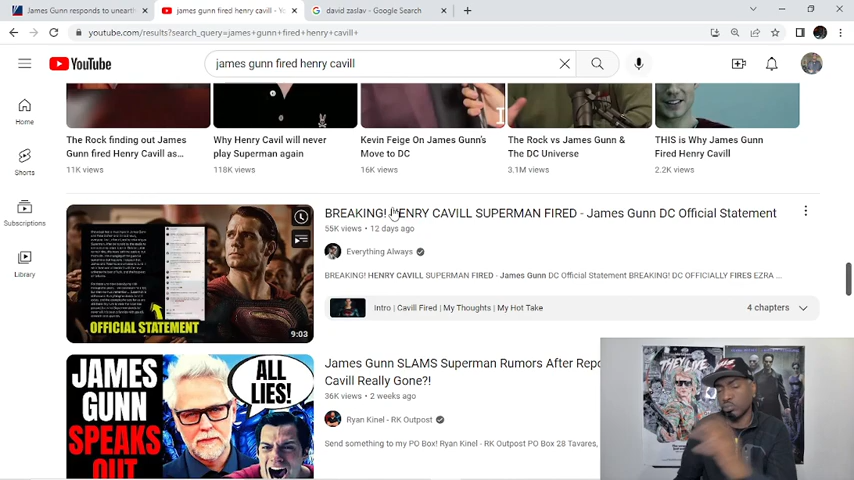 James Gunn responds to unearth
james gunn fired henry cavill - Yo
david zaslav - Google Search
youtube.com/results?search_query=james+gunn+fired+henry+cavill+
YouTube
james gunn fired henry cavill
Home
Shorts
Subscriptions
Library
The Rock finding out James
Gunn fired Henry Cavill as...
11K views
Why Henry Cavil will never
play Superman again
118K views
Kevin Feige On James Gunn's
Move to DC
16K views
The Rock vs James Gunn &
The DC Universe
3.1M views
THIS is Why James Gunn
Fired Henry Cavill
2.2K views
OFFICIAL STATEMENT
9:03
BREAKING! HENRY CAVILL SUPERMAN FIRED - James Gunn DC Official Statement
55K views • 12 days ago
Everything Always
BREAKING! HENRY CAVILL SUPERMAN FIRED - James Gunn DC Official Statement BREAKING! DC OFFICIALLY FIRES EZRA ...
Intro | Cavill Fired | My Thoughts | My Hot Take
4 chapters
JAMES
GUNN
SPEAKS
OUT
ALL
LIES!
James Gunn SLAMS Superman Rumors After Repo
Cavill Really Gone?!
36K views • 2 weeks ago
Ryan Kinel - RK Outpost
Send something to my PO Box! Ryan Kinel - RK Outpost PO Box 28 Tavares,
THEY LIVE